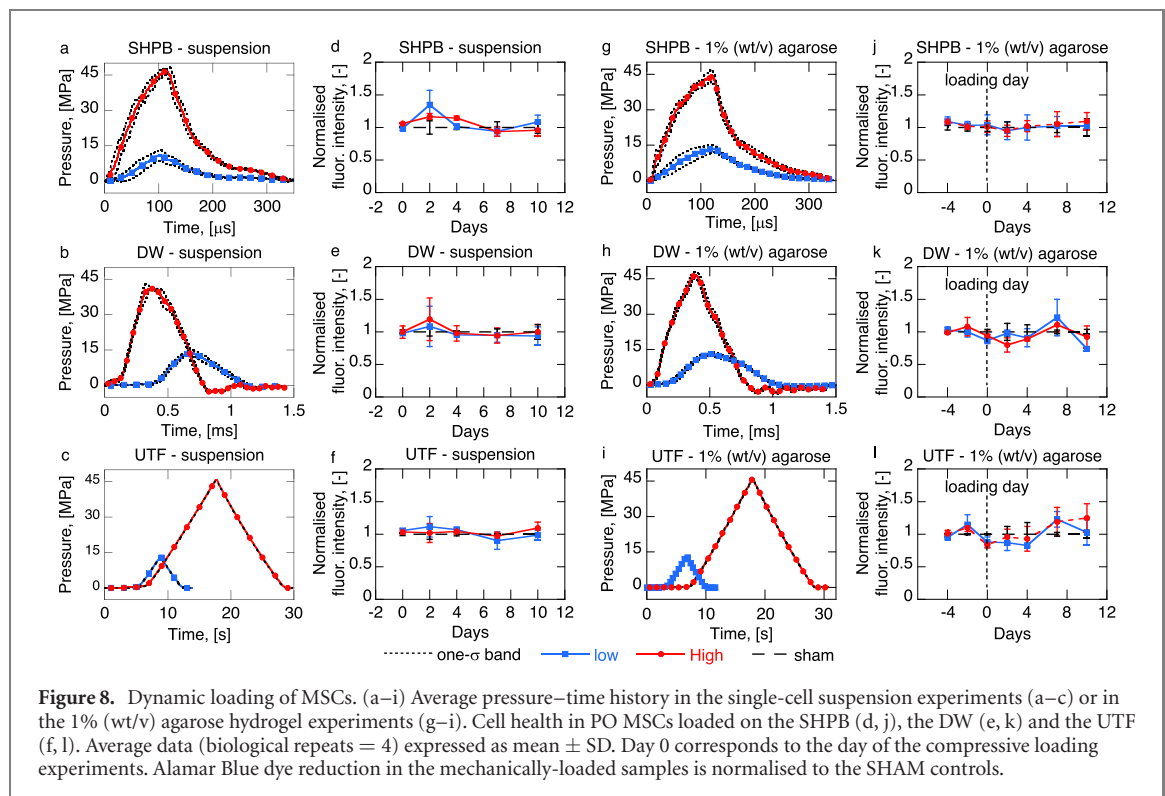 a SHPB - suspension
Pressure, [MPa]
45
30
15
0
0 100 200 300
Time, [μs]
d SHPB - suspension
Normalised
fluor. intensity, [-]
2
1.5
1
0.5
0
-2 0 2 4 6 8 10 12
Days
g SHPB - 1% (wt/v) agarose
Pressure, [MPa]
45
30
15
0
0 100 200 300
Time, [μs]
j SHPB - 1% (wt/v) agarose
loading day
Normalised
fluor. intensity, [-]
2
1.5
1
0.5
0
-4 0 4 8 12
Days
b DW - suspension
Pressure, [MPa]
45
30
15
0
0 0.5 1 1.5
Time, [ms]
e DW - suspension
Normalised
fluor. intensity, [-]
2
1.5
1
0.5
0
-2 0 2 4 6 8 10 12
Days
h DW - 1% (wt/v) agarose
Pressure, [MPa]
45
30
15
0
0 0.5 1 1.5
Time, [ms]
k DW - 1% (wt/v) agarose
loading day
Normalised
fluor. intensity, [-]
2
1.5
1
0.5
0
-4 0 4 8 12
Days
c UTF - suspension
Pressure, [MPa]
45
30
15
0
0 10 20 30
Time, [s]
f UTF - suspension
Normalised
fluor. intensity, [-]
2
1.5
1
0.5
0
-2 0 2 4 6 8 10 12
Days
i UTF - 1% (wt/v) agarose
Pressure, [MPa]
45
30
15
0
0 10 20 30
Time, [s]
l UTF - 1% (wt/v) agarose
loading day
Normalised
fluor. intensity, [-]
2
1.5
1
0.5
0
-4 0 4 8 12
Days
one-σ band low High sham
Figure 8. Dynamic loading of MSCs. (a–i) Average pressure–time history in the single-cell suspension experiments (a–c) or in
the 1% (wt/v) agarose hydrogel experiments (g–i). Cell health in PO MSCs loaded on the SHPB (d, j), the DW (e, k) and the UTF
(f, l). Average data (biological repeats = 4) expressed as mean ± SD. Day 0 corresponds to the day of the compressive loading
experiments. Alamar Blue dye reduction in the mechanically-loaded samples is normalised to the SHAM controls.